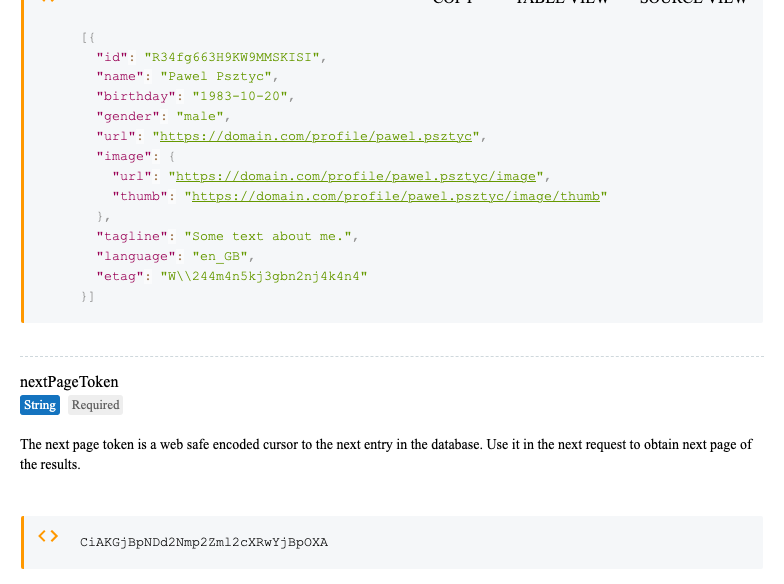 COPY TABLE VIEW SOURCE VIEW
[{
"id": "R34fg663H9KW9MMSKISI",
"name": "Pawel Psztyc",
"birthday": "1983-10-20",
"gender": "male",
"url": "https://domain.com/profile/pawel.psztyc",
"image": {
"url": "https://domain.com/profile/pawel.psztyc/image",
"thumb": "https://domain.com/profile/pawel.psztyc/image/thumb"
},
"tagline": "Some text about me.",
"language": "en_GB",
"etag": "W\\244m4n5kj3gbn2nj4k4n4"
}]
nextPageToken
String Required
The next page token is a web safe encoded cursor to the next entry in the database. Use it in the next request to obtain next page of
the results.
<> CiAKGjBpNDd2Nmp2Zml2cXRwYjBpOXA